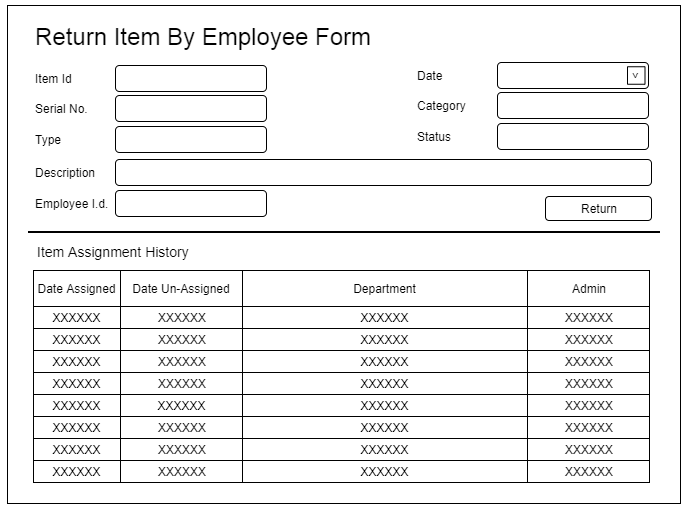 Return Item By Employee Form
Item Id
Date
v
Serial No.
Category
Type
Status
Description
Employee I.d.
Return
Item Assignment History
Date Assigned Date Un-Assigned Department Admin
XXXXXX XXXXXX XXXXXX XXXXXX
XXXXXX XXXXXX XXXXXX XXXXXX
XXXXXX XXXXXX XXXXXX XXXXXX
XXXXXX XXXXXX XXXXXX XXXXXX
XXXXXX XXXXXX XXXXXX XXXXXX
XXXXXX XXXXXX XXXXXX XXXXXX
XXXXXX XXXXXX XXXXXX XXXXXX
XXXXXX XXXXXX XXXXXX XXXXXX